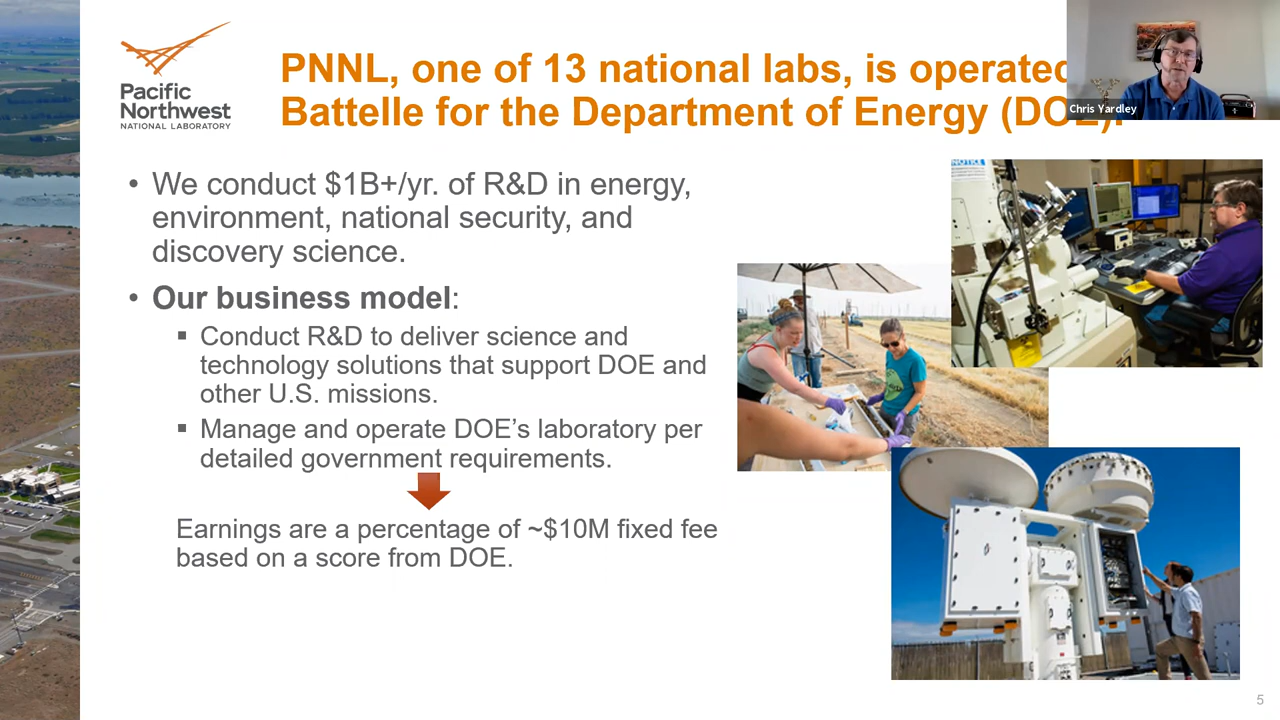 Pacific
Northwest
NATIONAL LABORATORY
PNNL, one of 13 national labs, is operated
Battelle for the Department of Energy (DOE).
Chris Yardley
• We conduct $1B+/yr. of R&D in energy,
environment, national security, and
discovery science.
• Our business model:
▪ Conduct R&D to deliver science and
technology solutions that support DOE and
other U.S. missions.
▪ Manage and operate DOE’s laboratory per
detailed government requirements.
Earnings are a percentage of ~$10M fixed fee
based on a score from DOE.
NOTICE
5